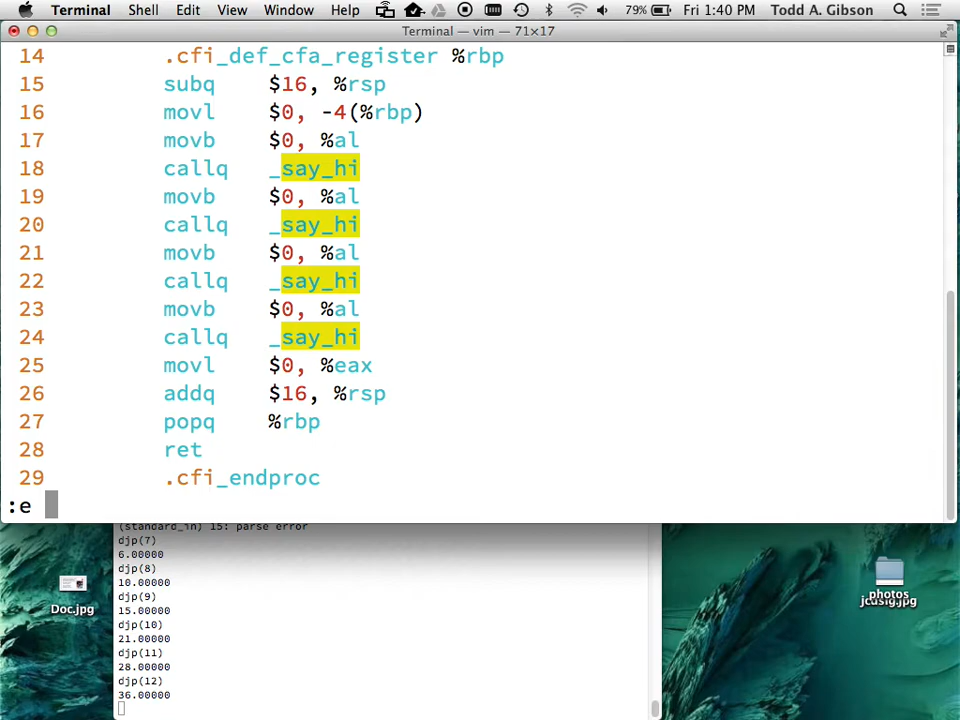 Terminal Shell Edit View Window Help 79% Fri 1:40 PM Todd A. Gibson
Terminal — vim — 71×17
14 .cfi_def_cfa_register %rbp
15 subq $16, %rsp
16 movl $0, -4(%rbp)
17 movb $0, %al
18 callq _say_hi
19 movb $0, %al
20 callq _say_hi
21 movb $0, %al
22 callq _say_hi
23 movb $0, %al
24 callq _say_hi
25 movl $0, %eax
26 addq $16, %rsp
27 popq %rbp
28 ret
29 .cfi_endproc
:e
(standard_in) 15: parse error
djp(7)
6.00000
djp(8)
10.00000
djp(9)
15.00000
djp(10)
21.00000
djp(11)
28.00000
djp(12)
36.00000
Doc.jpg
photos